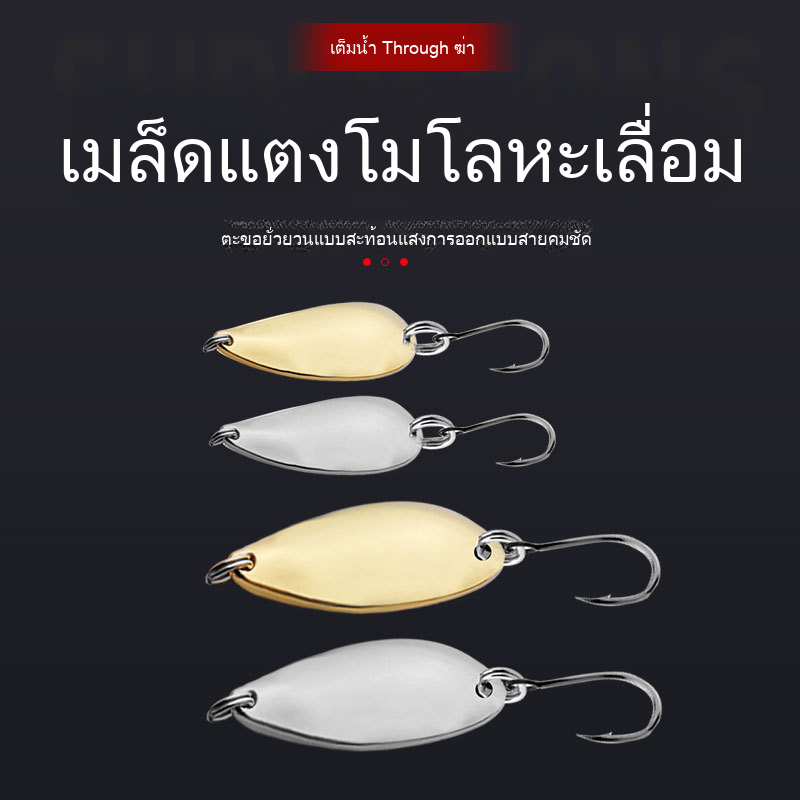 เต็มน้ำ Through ฆ่า
เมล็ดแตงโมโลหะเลื่อม
ตะขอยั่วยวนแบบสะท้อนแสงการออกแบบสายคมชัด